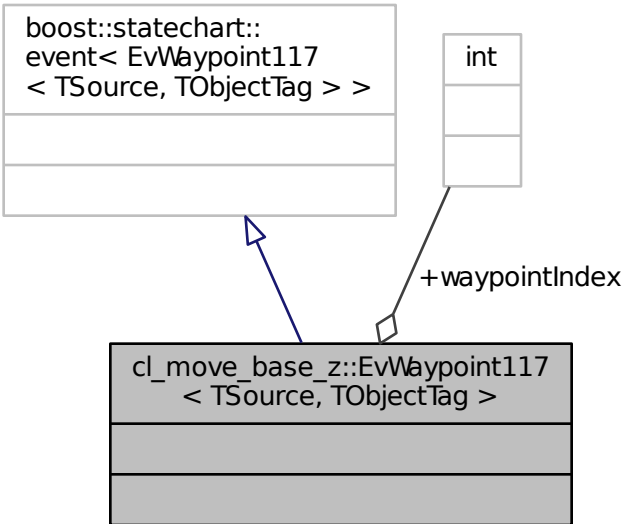 boost::statechart::
event< EvWaypoint117
< TSource, TObjectTag > >
int
+waypointIndex
cl_move_base_z::EvWaypoint117
< TSource, TObjectTag >